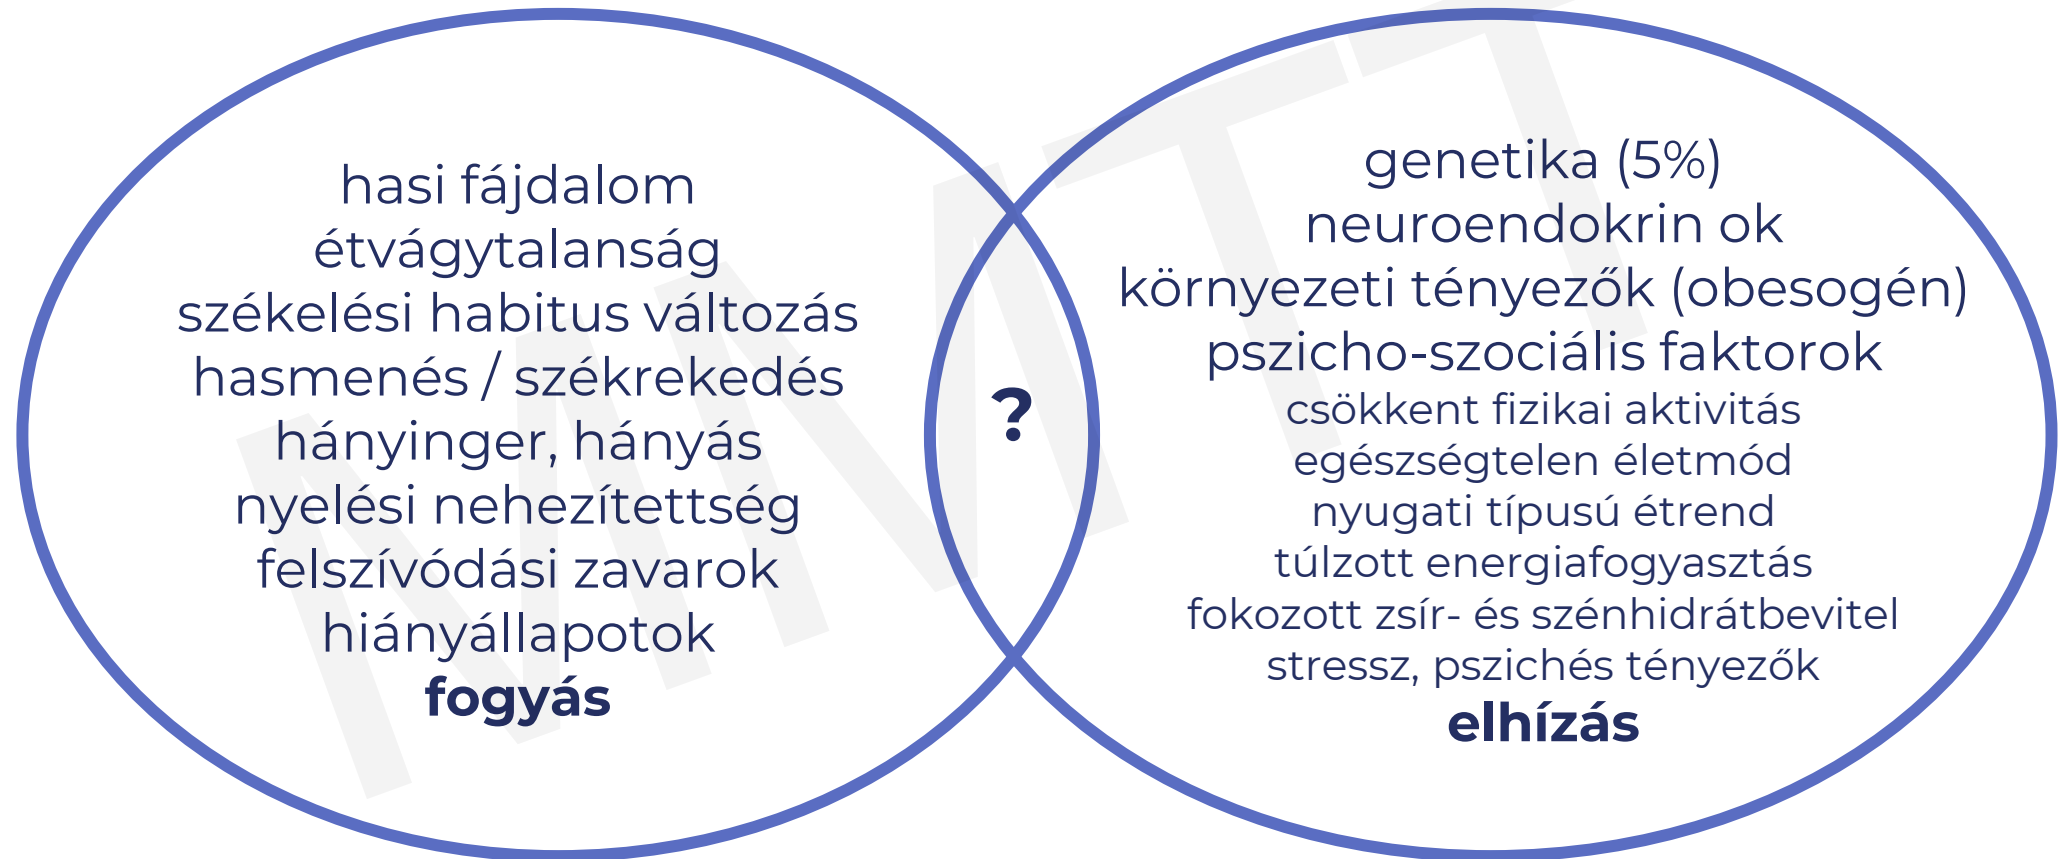 hasi fájdalom
étvágytalanság
székelési habitus változás
hasmenés / székrekedés
hányinger, hányás
nyelési nehezítettség
felszívódási zavarok
hiányállapotok
fogyás
?
genetika (5%)
neuroendokrin ok
környezeti tényezők (obesogén)
pszicho-szociális faktorok
csökkent fizikai aktivitás
egészségtelen életmód
nyugati típusú étrend
túlzott energiafogyasztás
fokozott zsír- és szénhidrátbevitel
stressz, pszichés tényezők
elhízás
MMTT